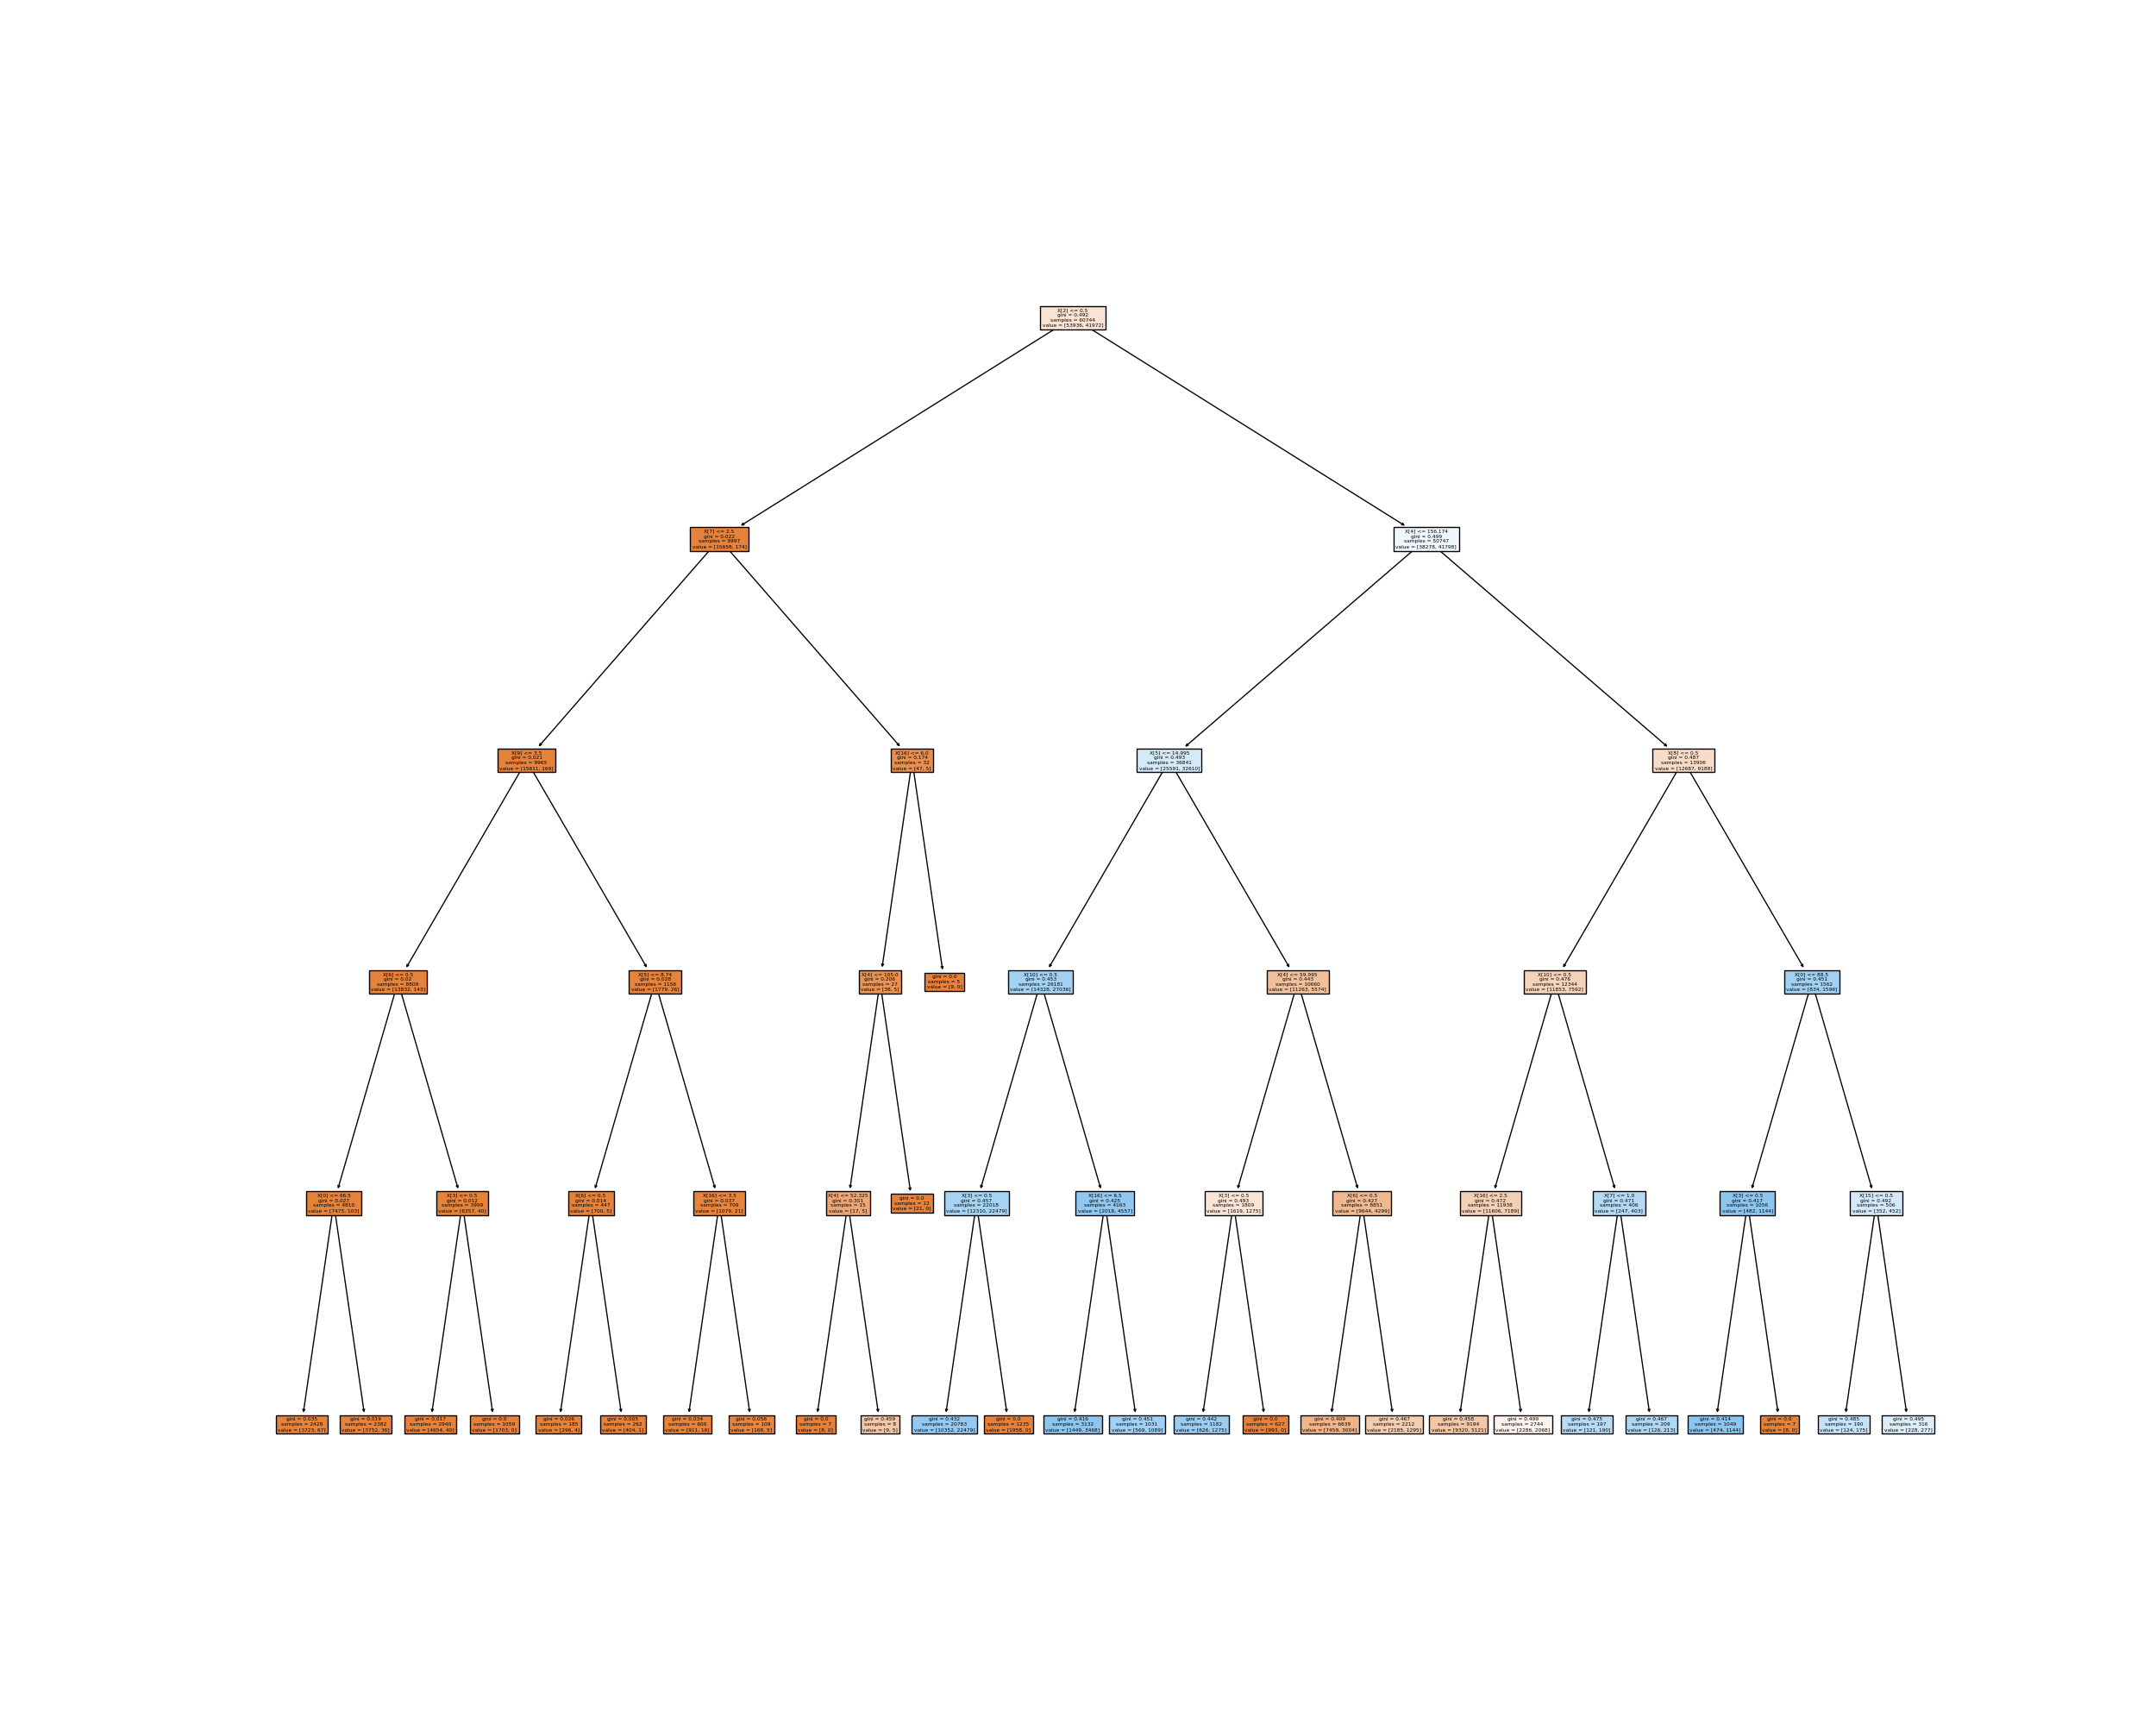 X[2] <= 0.5
gini = 0.492
samples = 60744
value = [53936, 41972]
X[7] <= 2.5
gini = 0.022
samples = 9997
value = [15658, 174]
X[4] <= 156.174
gini = 0.499
samples = 50747
value = [38278, 41798]
X[9] <= 3.5
gini = 0.021
samples = 9965
value = [15611, 169]
X[16] <= 6.0
gini = 0.174
samples = 32
value = [47, 5]
X[5] <= 14.995
gini = 0.493
samples = 36841
value = [25591, 32610]
X[8] <= 0.5
gini = 0.487
samples = 13906
value = [12687, 9188]
X[6] <= 0.5
gini = 0.02
samples = 8809
value = [13832, 143]
X[5] <= 8.74
gini = 0.028
samples = 1156
value = [1779, 26]
X[4] <= 105.0
gini = 0.206
samples = 27
value = [38, 5]
gini = 0.0
samples = 5
value = [9, 0]
X[10] <= 0.5
gini = 0.453
samples = 26181
value = [14328, 27036]
X[4] <= 59.995
gini = 0.443
samples = 10660
value = [11263, 5574]
X[10] <= 0.5
gini = 0.476
samples = 12344
value = [11853, 7592]
X[0] <= 88.5
gini = 0.451
samples = 1562
value = [834, 1596]
X[0] <= 66.5
gini = 0.027
samples = 4810
value = [7475, 103]
X[3] <= 0.5
gini = 0.012
samples = 3999
value = [6357, 40]
X[6] <= 0.5
gini = 0.014
samples = 447
value = [700, 5]
X[16] <= 3.5
gini = 0.037
samples = 709
value = [1079, 21]
X[4] <= 52.325
gini = 0.351
samples = 15
value = [17, 5]
gini = 0.0
samples = 12
value = [21, 0]
X[3] <= 0.5
gini = 0.457
samples = 22018
value = [12310, 22479]
X[16] <= 6.5
gini = 0.425
samples = 4163
value = [2018, 4557]
X[3] <= 0.5
gini = 0.493
samples = 1809
value = [1619, 1275]
X[6] <= 0.5
gini = 0.427
samples = 8851
value = [9644, 4299]
X[16] <= 2.5
gini = 0.472
samples = 11938
value = [11606, 7189]
X[7] <= 1.0
gini = 0.471
samples = 406
value = [247, 403]
X[3] <= 0.5
gini = 0.417
samples = 1056
value = [482, 1144]
X[15] <= 0.5
gini = 0.492
samples = 506
value = [352, 452]
gini = 0.035
samples = 2428
value = [3723, 67]
gini = 0.019
samples = 2382
value = [3752, 36]
gini = 0.017
samples = 2940
value = [4654, 40]
gini = 0.0
samples = 1059
value = [1703, 0]
gini = 0.026
samples = 185
value = [296, 4]
gini = 0.005
samples = 262
value = [404, 1]
gini = 0.034
samples = 600
value = [911, 16]
gini = 0.056
samples = 109
value = [168, 5]
gini = 0.0
samples = 7
value = [8, 0]
gini = 0.459
samples = 8
value = [9, 5]
gini = 0.432
samples = 20783
value = [10352, 22479]
gini = 0.0
samples = 1235
value = [1958, 0]
gini = 0.416
samples = 3132
value = [1449, 3468]
gini = 0.451
samples = 1031
value = [569, 1089]
gini = 0.442
samples = 1182
value = [626, 1275]
gini = 0.0
samples = 627
value = [993, 0]
gini = 0.409
samples = 6639
value = [7459, 3004]
gini = 0.467
samples = 2212
value = [2185, 1295]
gini = 0.458
samples = 9194
value = [9320, 5121]
gini = 0.499
samples = 2744
value = [2286, 2068]
gini = 0.475
samples = 197
value = [121, 190]
gini = 0.467
samples = 209
value = [126, 213]
gini = 0.414
samples = 1049
value = [474, 1144]
gini = 0.0
samples = 7
value = [8, 0]
gini = 0.485
samples = 190
value = [124, 175]
gini = 0.495
samples = 316
value = [228, 277]